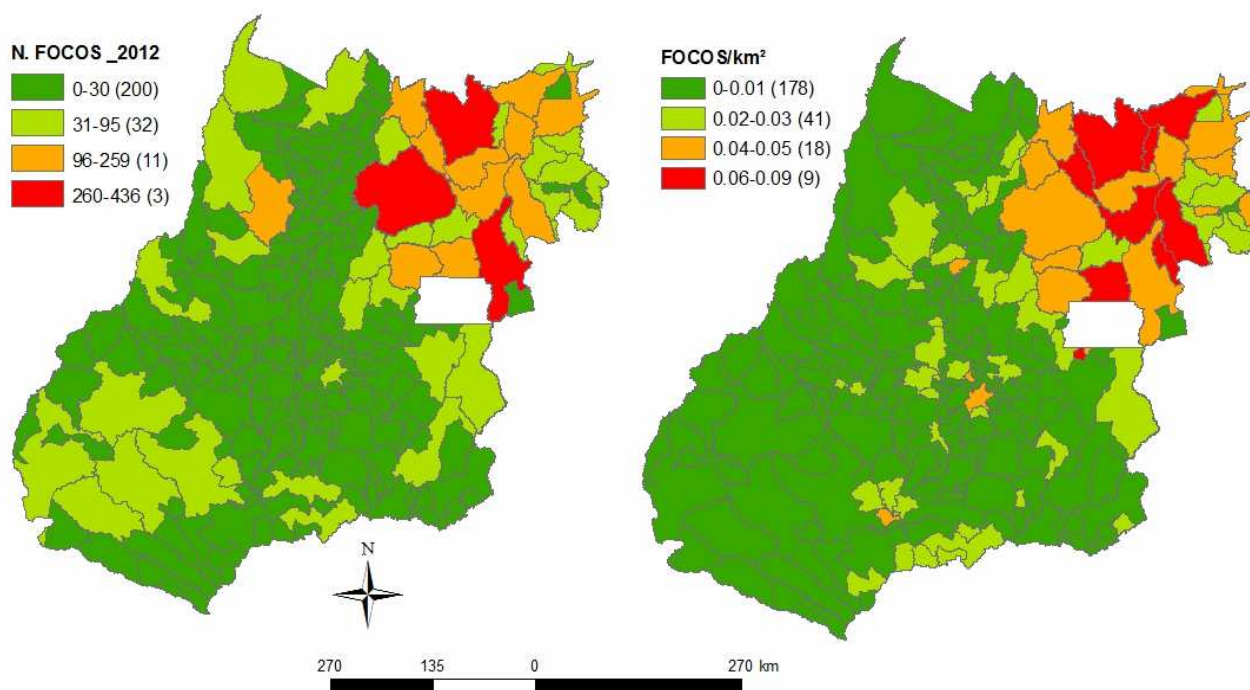 N. FOCOS _2012
0-30 (200)
31-95 (32)
96-259 (11)
260-436 (3)
FOCOS/km²
0-0.01 (178)
0.02-0.03 (41)
0.04-0.05 (18)
0.06-0.09 (9)
N
270 135 0 270 km